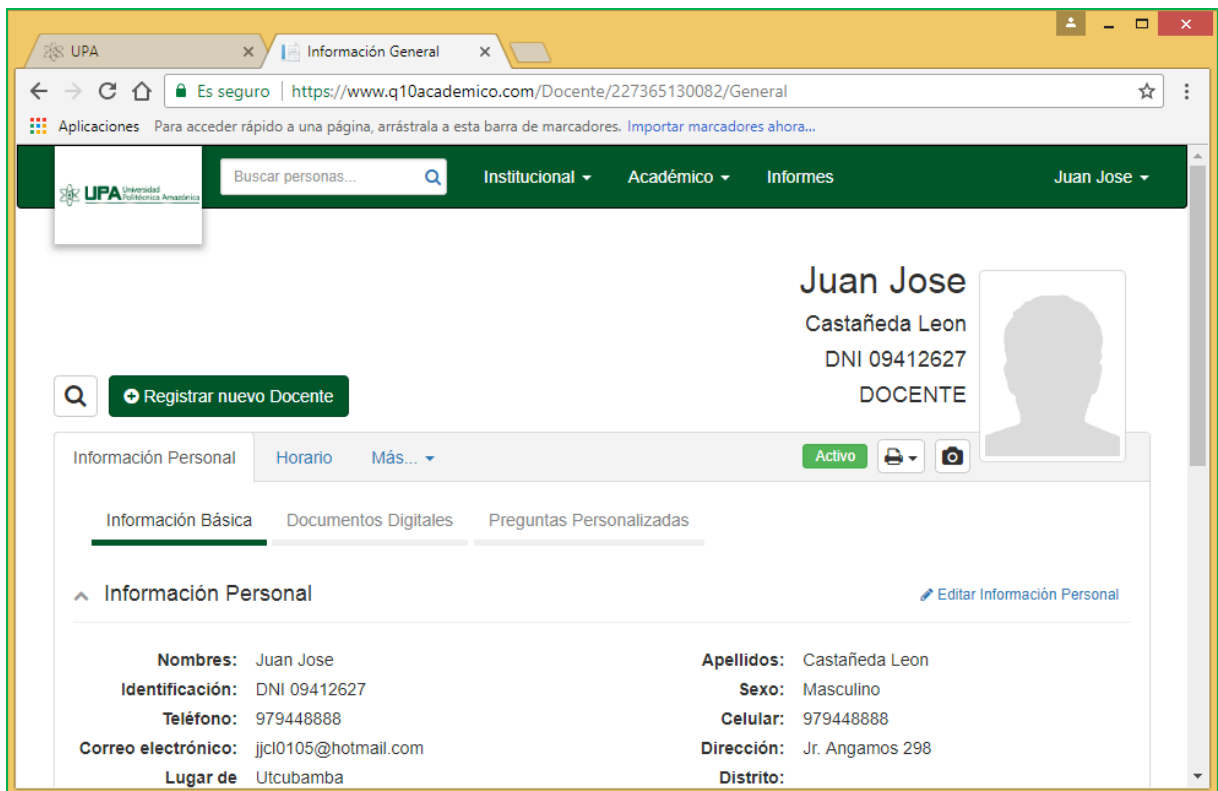 UPA
Información General
Es seguro | https://www.q10academico.com/Docente/227365130082/General
Aplicaciones Para acceder rápido a una página, arrástrala a esta barra de marcadores. Importar marcadores ahora...
UPA Universidad Politécnica Amazónica
Buscar personas... Institucional Académico Informes Juan Jose
Juan Jose
Castañeda Leon
DNI 09412627
DOCENTE
Registrar nuevo Docente
Información Personal Horario Más... Activo
Información Básica Documentos Digitales Preguntas Personalizadas
Información Personal Editar Información Personal
Nombres: Juan Jose Apellidos: Castañeda Leon
Identificación: DNI 09412627 Sexo: Masculino
Teléfono: 979448888 Celular: 979448888
Correo electrónico: jjcl0105@hotmail.com Dirección: Jr. Angamos 298
Lugar de Utcubamba Distrito: